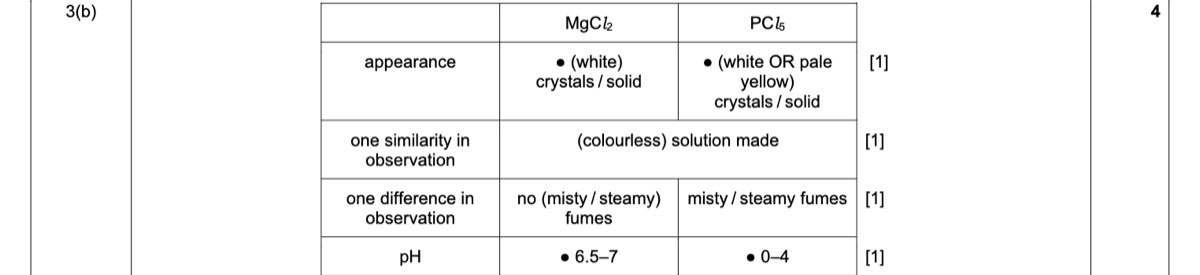 3(b)
4
MgCl2
PCl5
appearance
● (white)
crystals / solid
● (white OR pale
yellow)
crystals / solid
[1]
one similarity in
observation
(colourless) solution made
[1]
one difference in
observation
no (misty / steamy)
fumes
misty / steamy fumes
[1]
pH
● 6.5–7
● 0–4
[1]